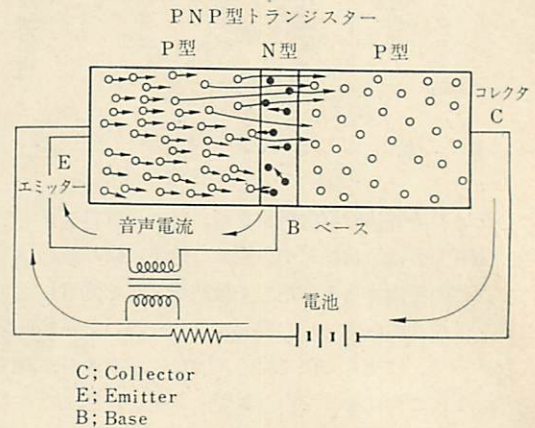 PNP型トランジスター
P型 N型 P型
コレクタ
C
E
エミッター
音声電流
B ベース
電池
C; Collector
E; Emitter
B; Base